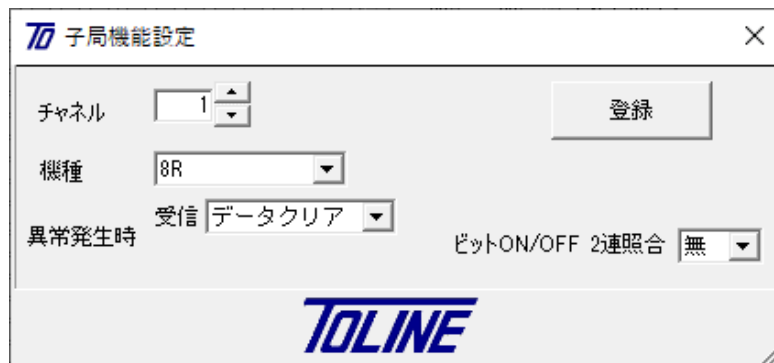 TO 子局機能設定
チャネル 1 登録
機種 8R
異常発生時 受信 データクリア
ビットON/OFF 2連照合 無
TOLINE